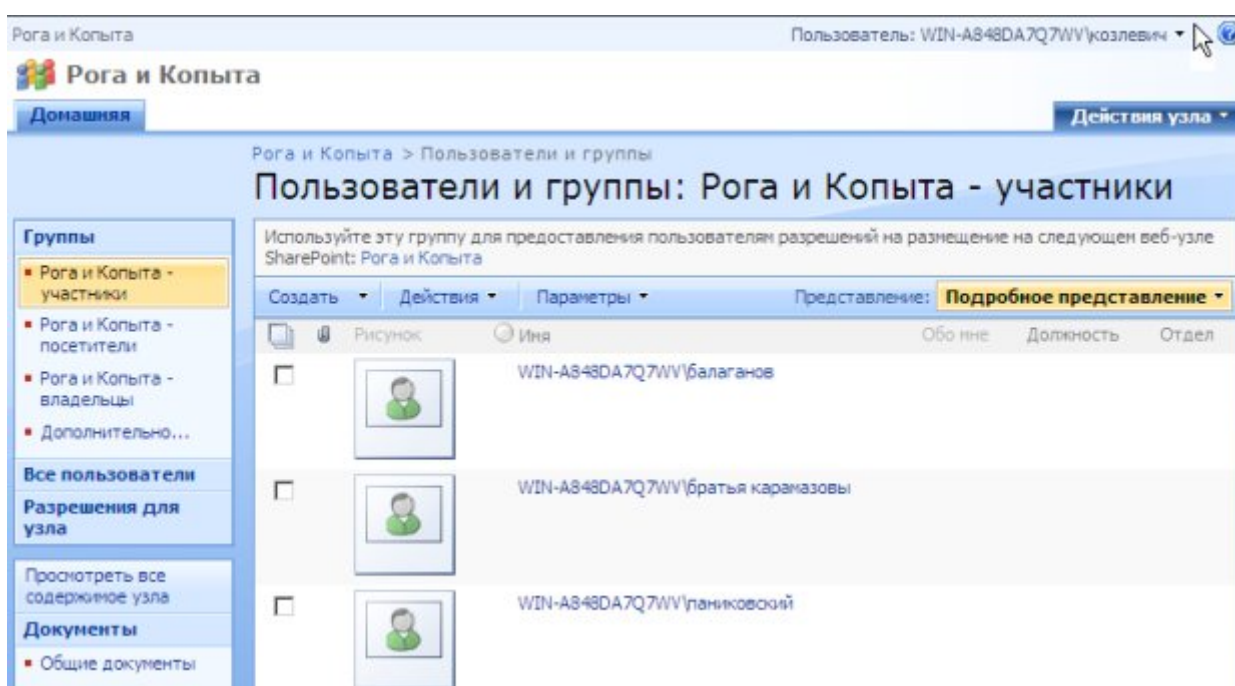 Рога и Копыта
Пользователь: WIN-A848DA7Q7WV\козлевич
Рога и Копыта
Домашняя
Действия узла
Рога и Копыта > Пользователи и группы
Пользователи и группы: Рога и Копыта - участники
Группы
Рога и Копыта -
участники
Рога и Копыта -
посетители
Рога и Копыта -
владельцы
Дополнительно...
Все пользователи
Разрешения для
узла
Просмотреть все
содержимое узла
Документы
Общие документы
Используйте эту группу для предоставления пользователям разрешений на размещение на следующем веб-узле
SharePoint: Рога и Копыта
Создать Действия Параметры Представление: Подробное представление
Рисунок Имя Обо мне Должность Отдел
WIN-A848DA7Q7WV\балаганов
WIN-A848DA7Q7WV\братья карамазовы
WIN-A848DA7Q7WV\паниковский